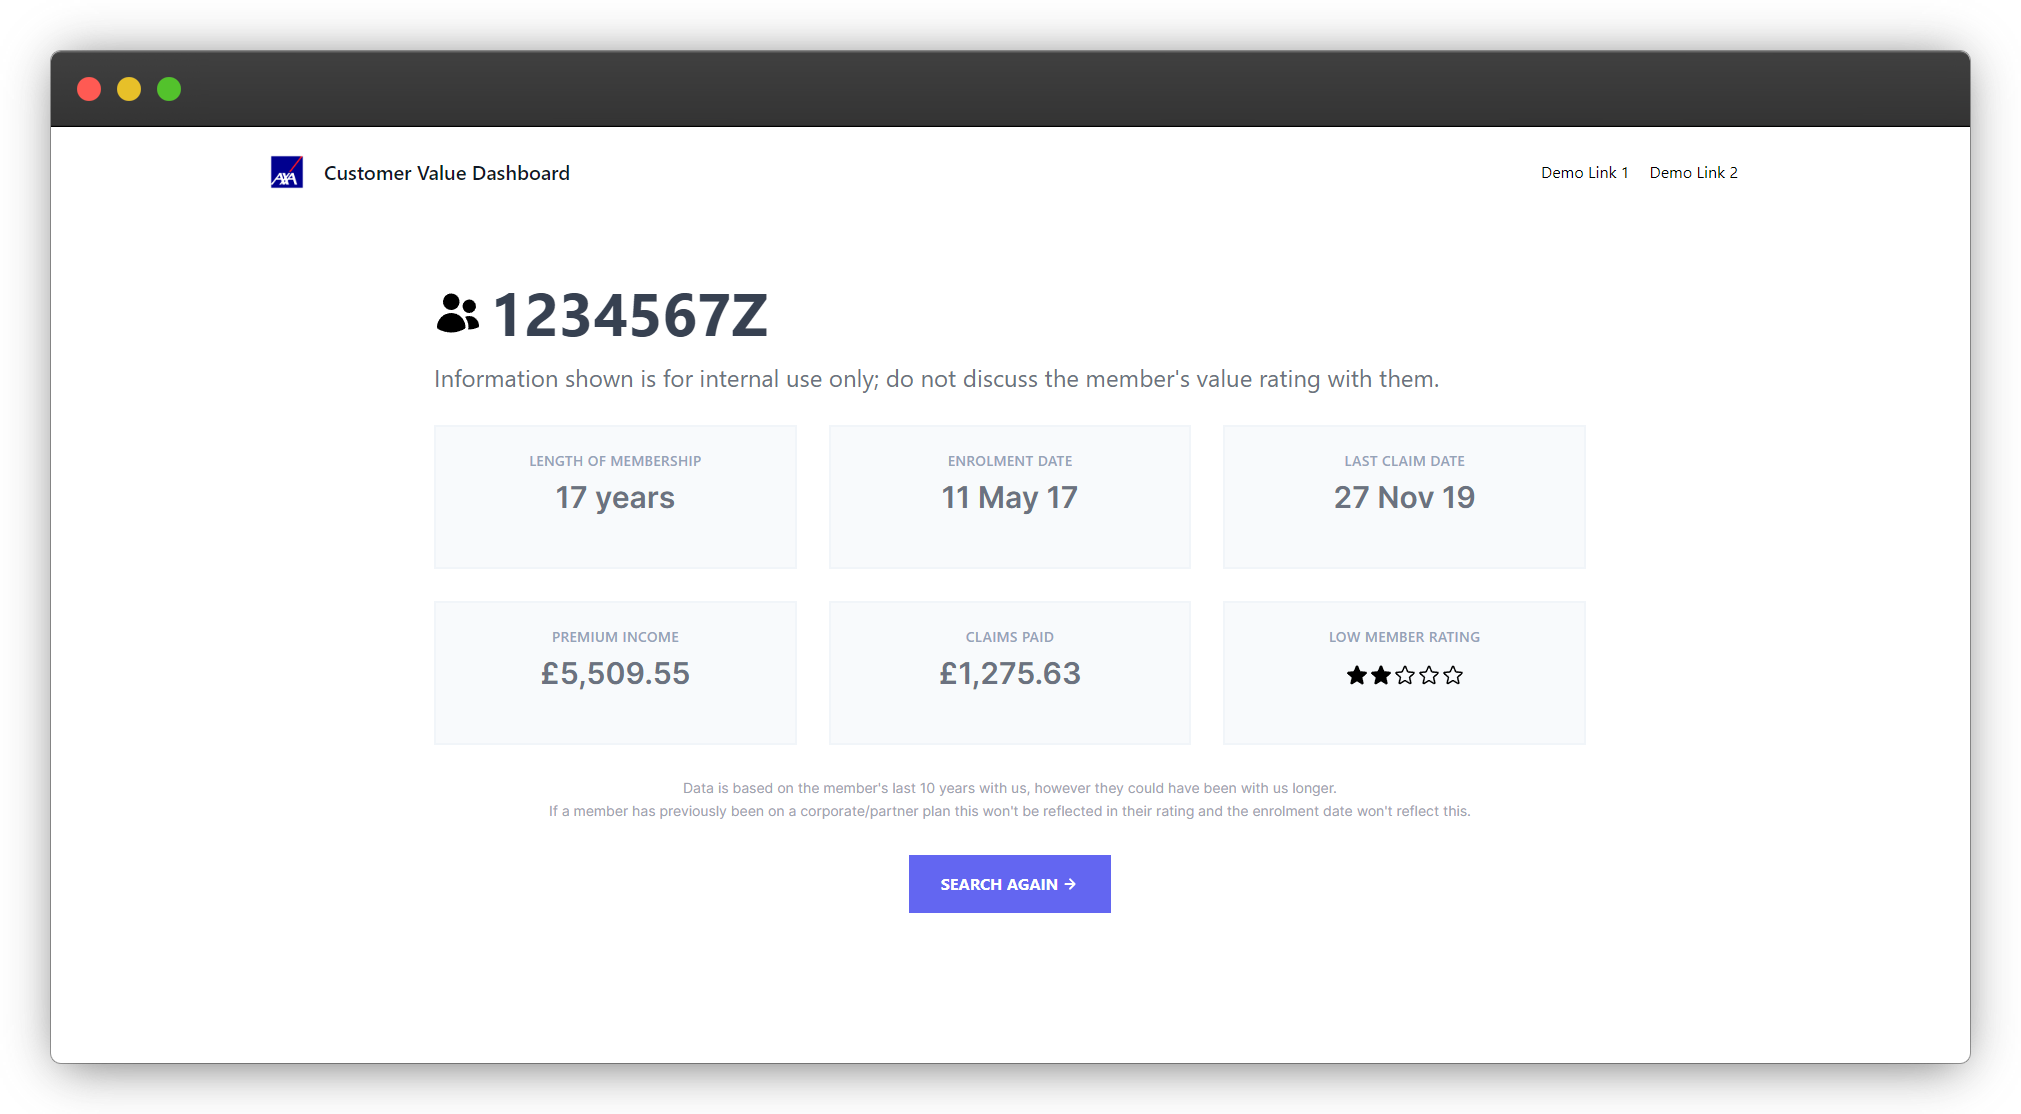 AXA
Customer Value Dashboard
Demo Link 1
Demo Link 2
1234567Z
Information shown is for internal use only; do not discuss the member's value rating with them.
LENGTH OF MEMBERSHIP
17 years
ENROLMENT DATE
11 May 17
LAST CLAIM DATE
27 Nov 19
PREMIUM INCOME
£5,509.55
CLAIMS PAID
£1,275.63
LOW MEMBER RATING
Data is based on the member's last 10 years with us, however they could have been with us longer.
If a member has previously been on a corporate/partner plan this won't be reflected in their rating and the enrolment date won't reflect this.
SEARCH AGAIN →